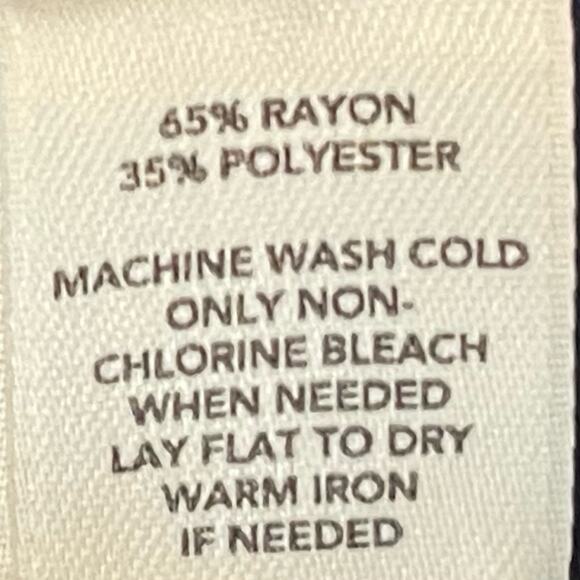 65% RAYON
35% POLYESTER
MACHINE WASH COLD
ONLY NON-
CHLORINE BLEACH
WHEN NEEDED
LAY FLAT TO DRY
WARM IRON
IF NEEDED